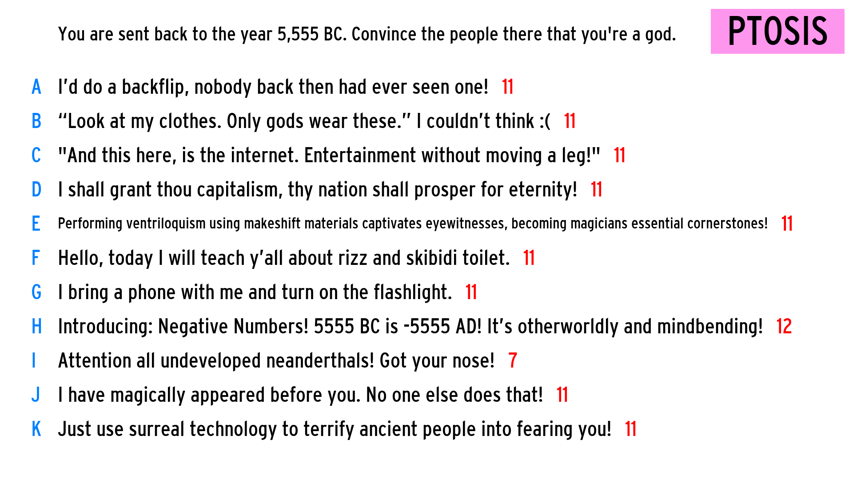 You are sent back to the year 5,555 BC. Convince the people there that you're a god.
PTOSIS
A I'd do a backflip, nobody back then had ever seen one! 11
B “Look at my clothes. Only gods wear these.” I couldn't think :( 11
C "And this here, is the internet. Entertainment without moving a leg!" 11
D I shall grant thou capitalism, thy nation shall prosper for eternity! 11
E Performing ventriloquism using makeshift materials captivates eyewitnesses, becoming magicians essential cornerstones! 11
F Hello, today I will teach y'all about rizz and skibidi toilet. 11
G I bring a phone with me and turn on the flashlight. 11
H Introducing: Negative Numbers! 5555 BC is -5555 AD! It's otherworldly and mindbending! 12
I Attention all undeveloped neanderthals! Got your nose! 7
J I have magically appeared before you. No one else does that! 11
K Just use surreal technology to terrify ancient people into fearing you! 11